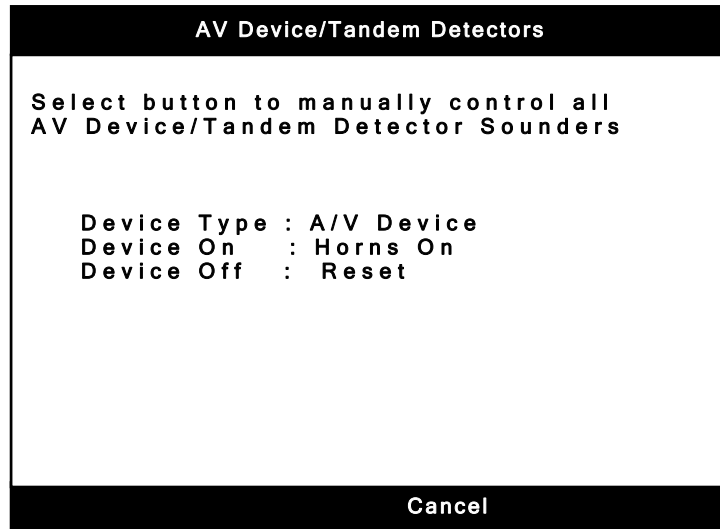 AV Device/Tandem Detectors
Select button to manually control all
AV Device/Tandem Detector Sounders
Device Type : A/V Device
Device On : Horns On
Device Off : Reset
Cancel